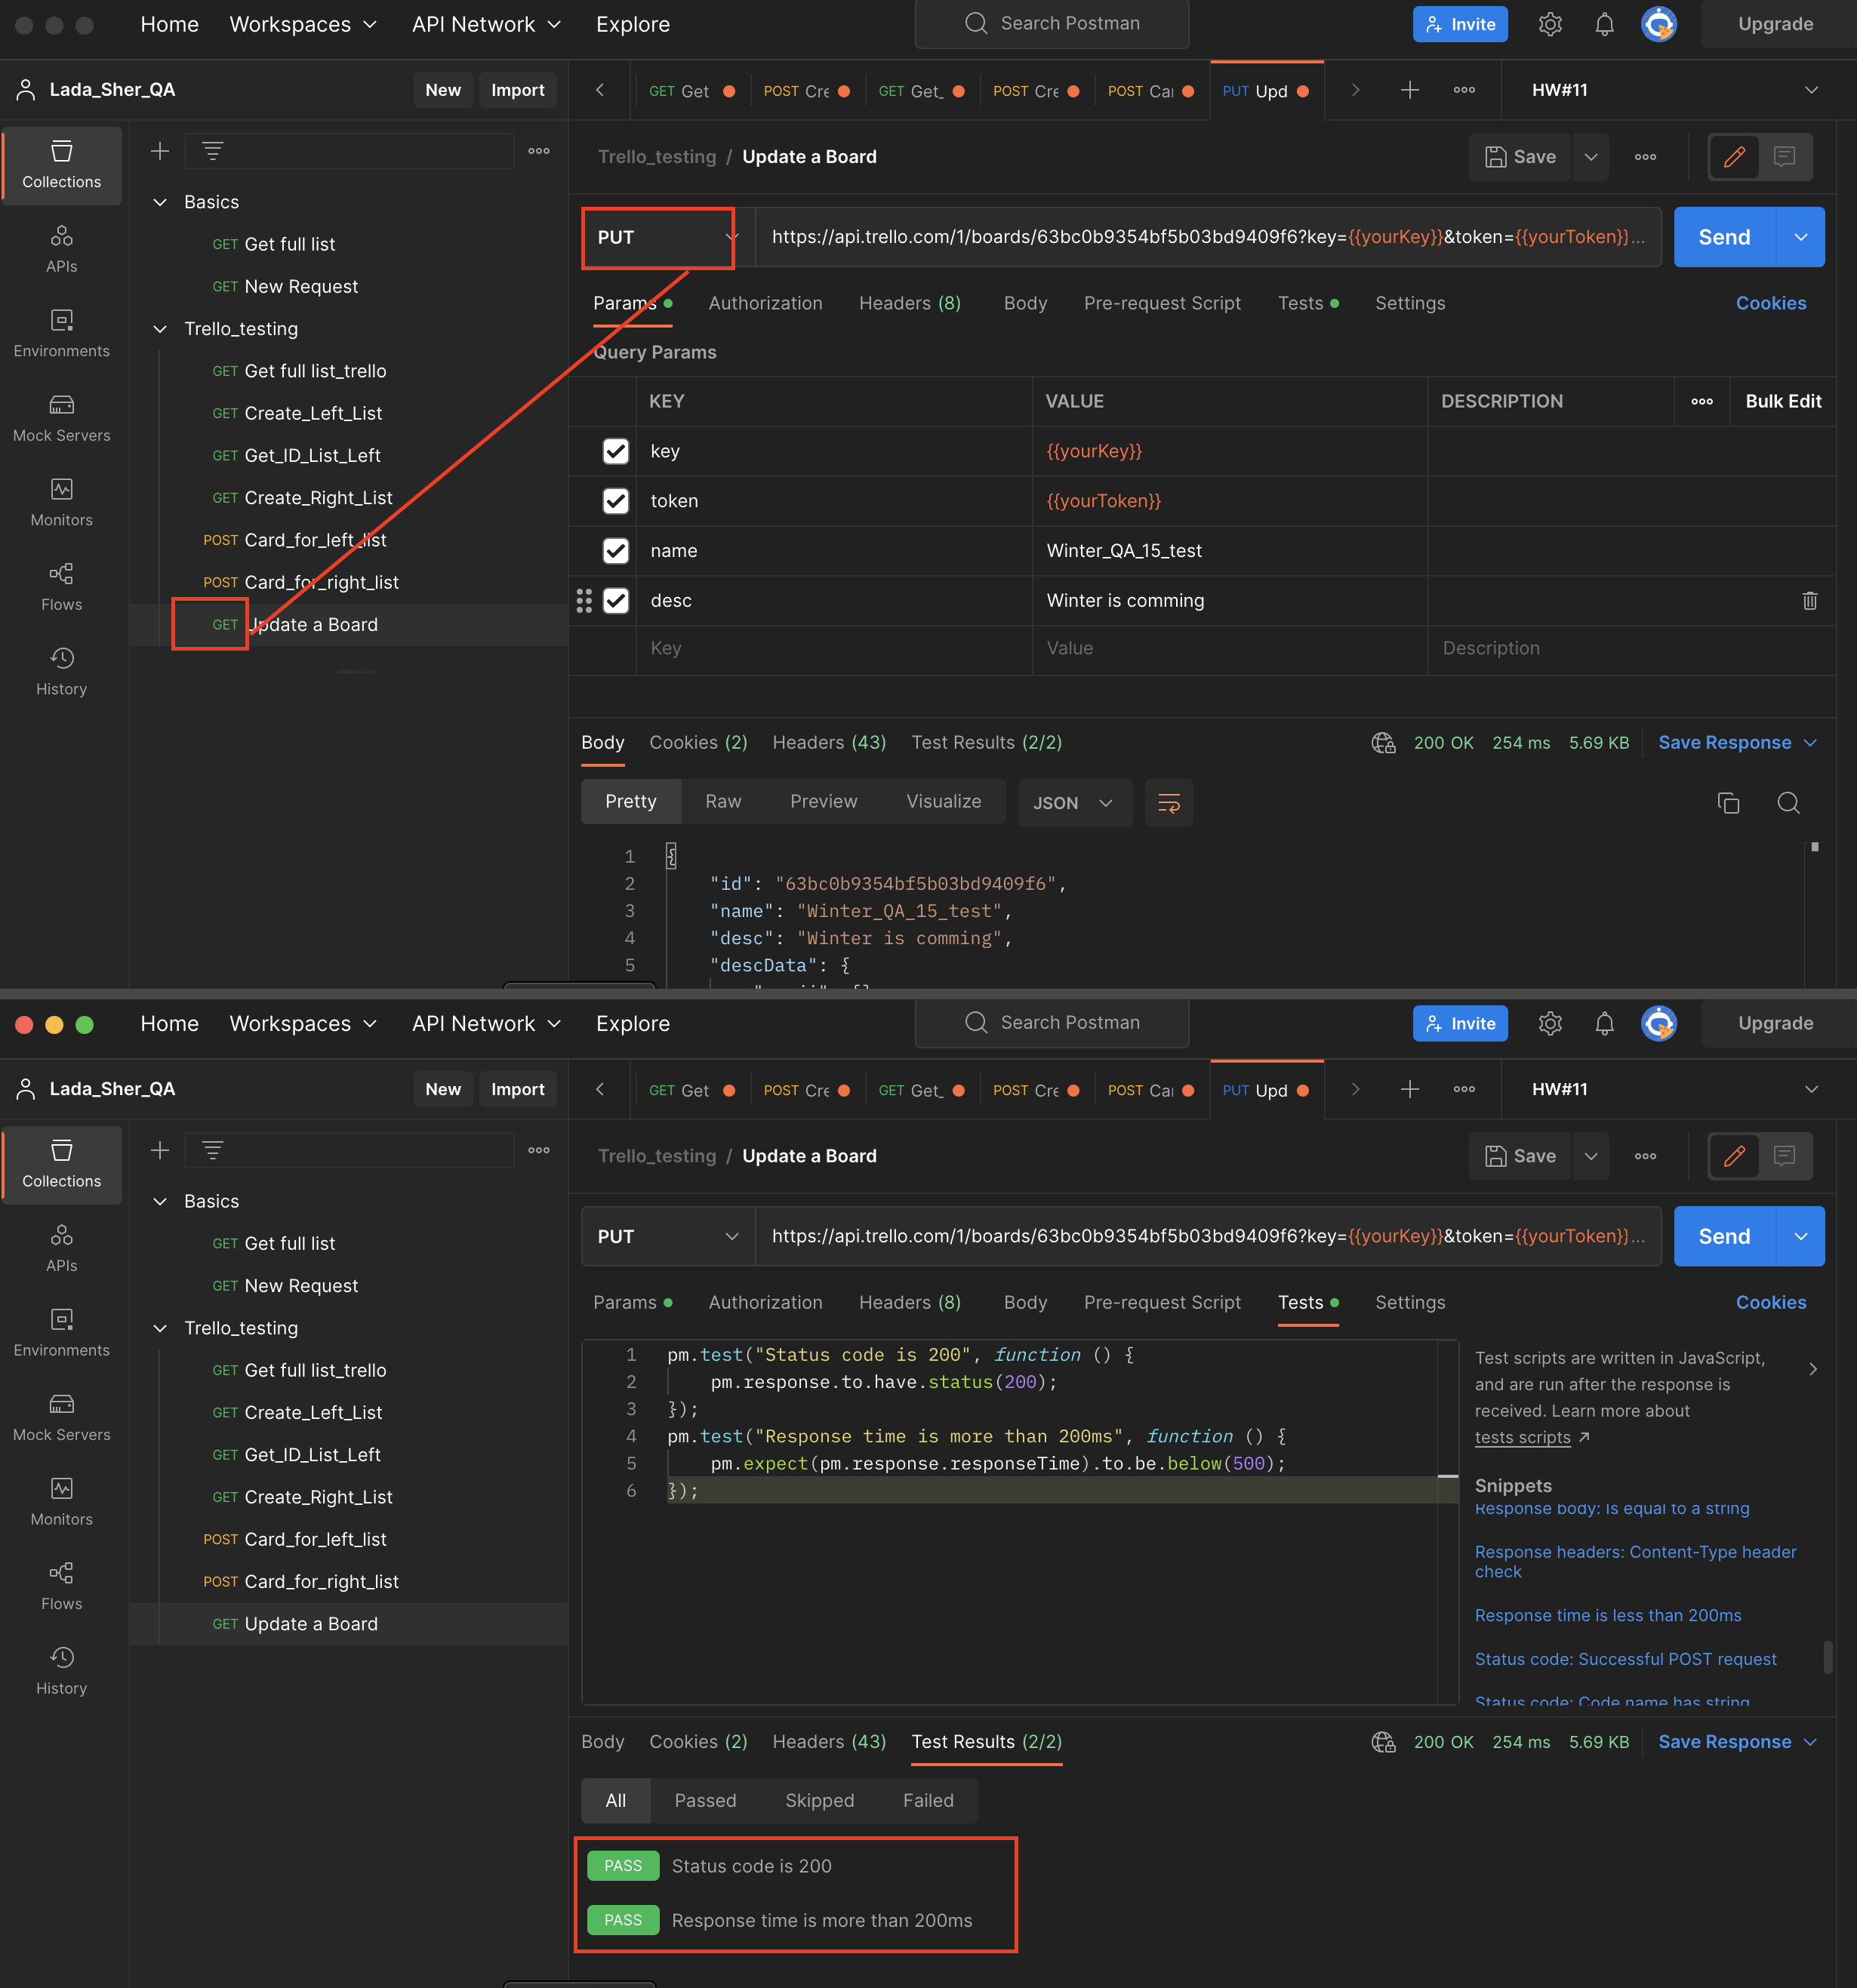 Home Workspaces API Network Explore Search Postman Invite Upgrade
Lada_Sher_QA New Import GET Get POST Cre GET Get_ POST Cre POST Car PUT Upd HW#11
Trello_testing / Update a Board Save
Collections
Basics
GET Get full list
GET New Request
Trello_testing
GET Get full list_trello
GET Create_Left_List
GET Get_ID_List_Left
GET Create_Right_List
POST Card_for_left_list
POST Card_for_right_list
GET Update a Board
APIs
Environments
Mock Servers
Monitors
Flows
History
PUT https://api.trello.com/1/boards/63bc0b9354bf5b03bd9409f6?key={{yourKey}}&token={{yourToken}}... Send
Params Authorization Headers (8) Body Pre-request Script Tests Settings Cookies
Query Params
KEY VALUE DESCRIPTION Bulk Edit
key {{yourKey}}
token {{yourToken}}
name Winter_QA_15_test
desc Winter is comming
Key Value Description
Body Cookies (2) Headers (43) Test Results (2/2) 200 OK 254 ms 5.69 KB Save Response
Pretty Raw Preview Visualize JSON
1 {
2 "id": "63bc0b9354bf5b03bd9409f6",
3 "name": "Winter_QA_15_test",
4 "desc": "Winter is comming",
5 "descData": {
Home Workspaces API Network Explore Search Postman Invite Upgrade
Lada_Sher_QA New Import GET Get POST Cre GET Get_ POST Cre POST Car PUT Upd HW#11
Trello_testing / Update a Board Save
Collections
Basics
GET Get full list
GET New Request
Trello_testing
GET Get full list_trello
GET Create_Left_List
GET Get_ID_List_Left
GET Create_Right_List
POST Card_for_left_list
POST Card_for_right_list
GET Update a Board
APIs
Environments
Mock Servers
Monitors
Flows
History
PUT https://api.trello.com/1/boards/63bc0b9354bf5b03bd9409f6?key={{yourKey}}&token={{yourToken}}... Send
Params Authorization Headers (8) Body Pre-request Script Tests Settings Cookies
1 pm.test("Status code is 200", function () {
2 pm.response.to.have.status(200);
3 });
4 pm.test("Response time is more than 200ms", function () {
5 pm.expect(pm.response.responseTime).to.be.below(500);
6 });
Test scripts are written in JavaScript,
and are run after the response is
received. Learn more about
tests scripts ↗
Snippets
Response body: Is equal to a string
Response headers: Content-Type header
check
Response time is less than 200ms
Status code: Successful POST request
Status code: Code name has string
Body Cookies (2) Headers (43) Test Results (2/2) 200 OK 254 ms 5.69 KB Save Response
All Passed Skipped Failed
PASS Status code is 200
PASS Response time is more than 200ms